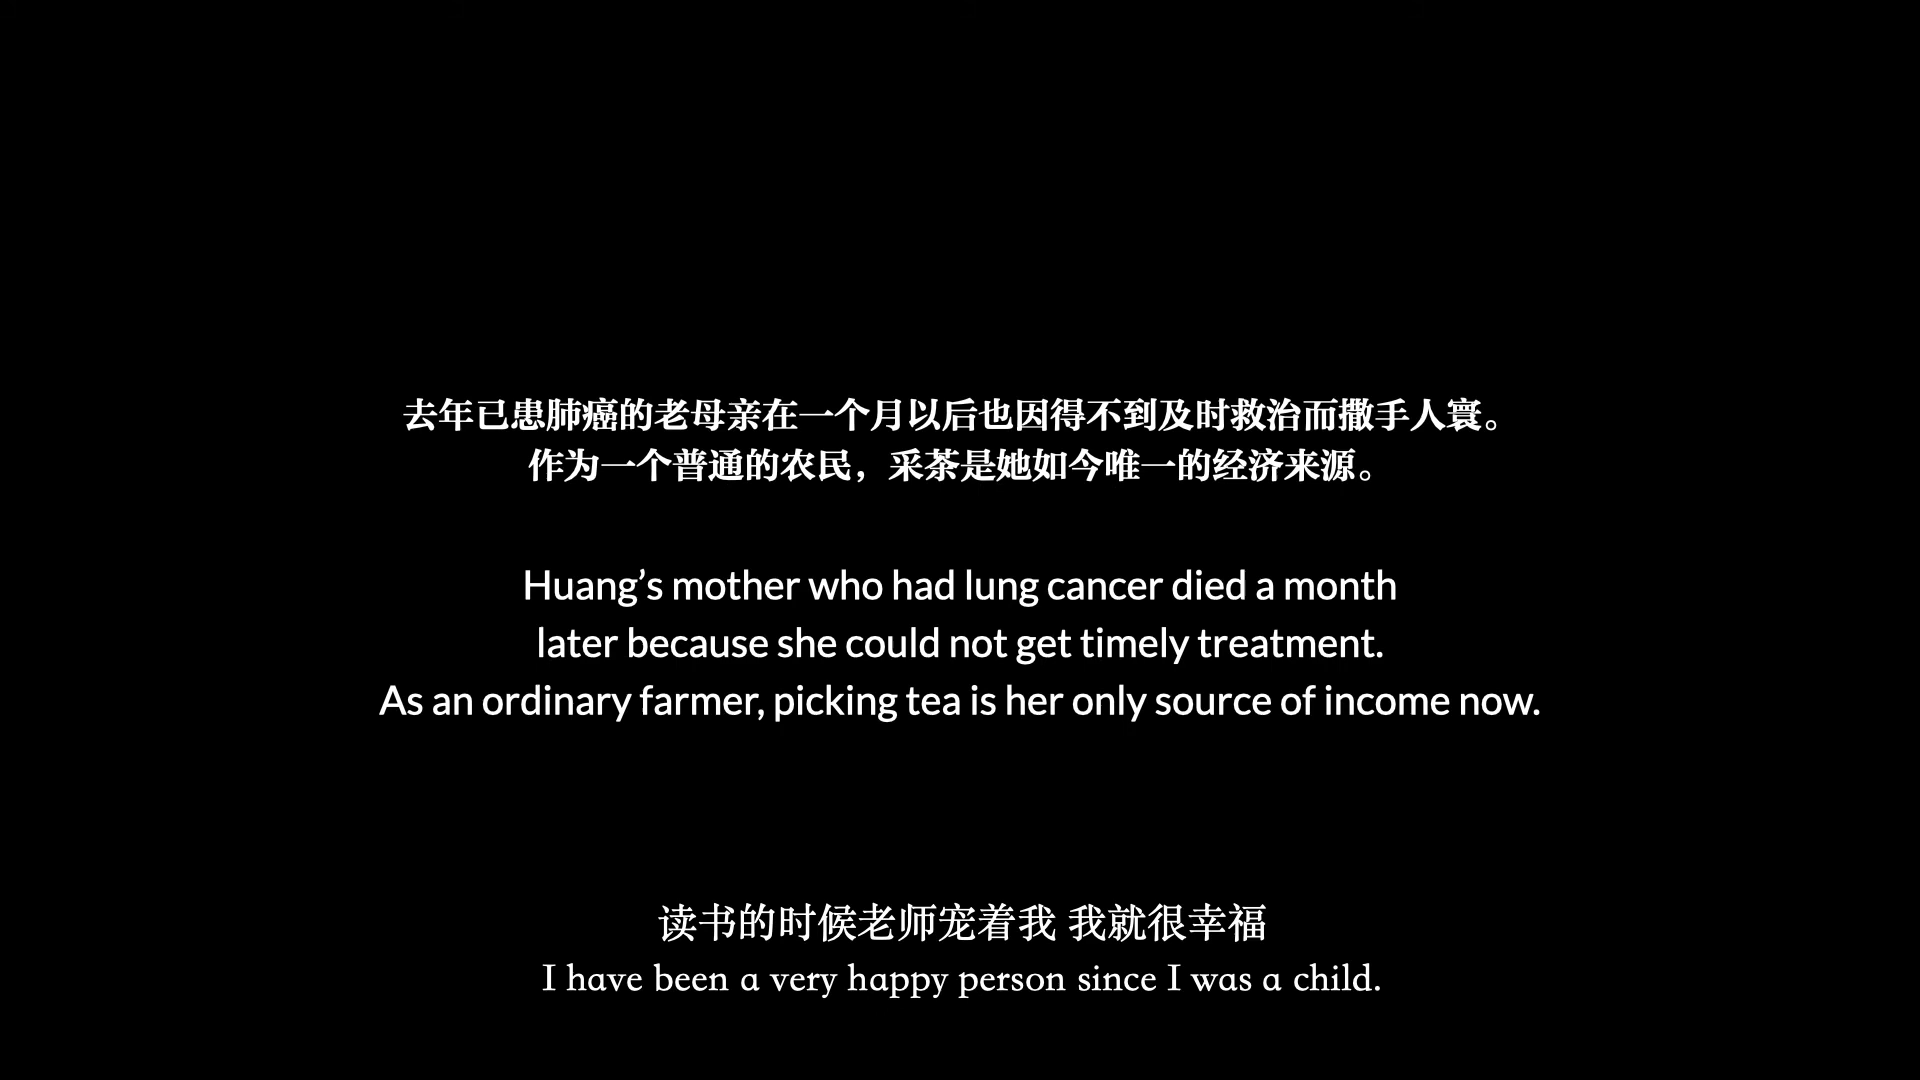 去年已患肺癌的老母亲在一个月以后也因得不到及时救治而撒手人寰。
作为一个普通的农民，采茶是她如今唯一的经济来源。
Huang’s mother who had lung cancer died a month
later because she could not get timely treatment.
As an ordinary farmer, picking tea is her only source of income now.
读书的时候老师宠着我 我就很幸福
I have been a very happy person since I was a child.